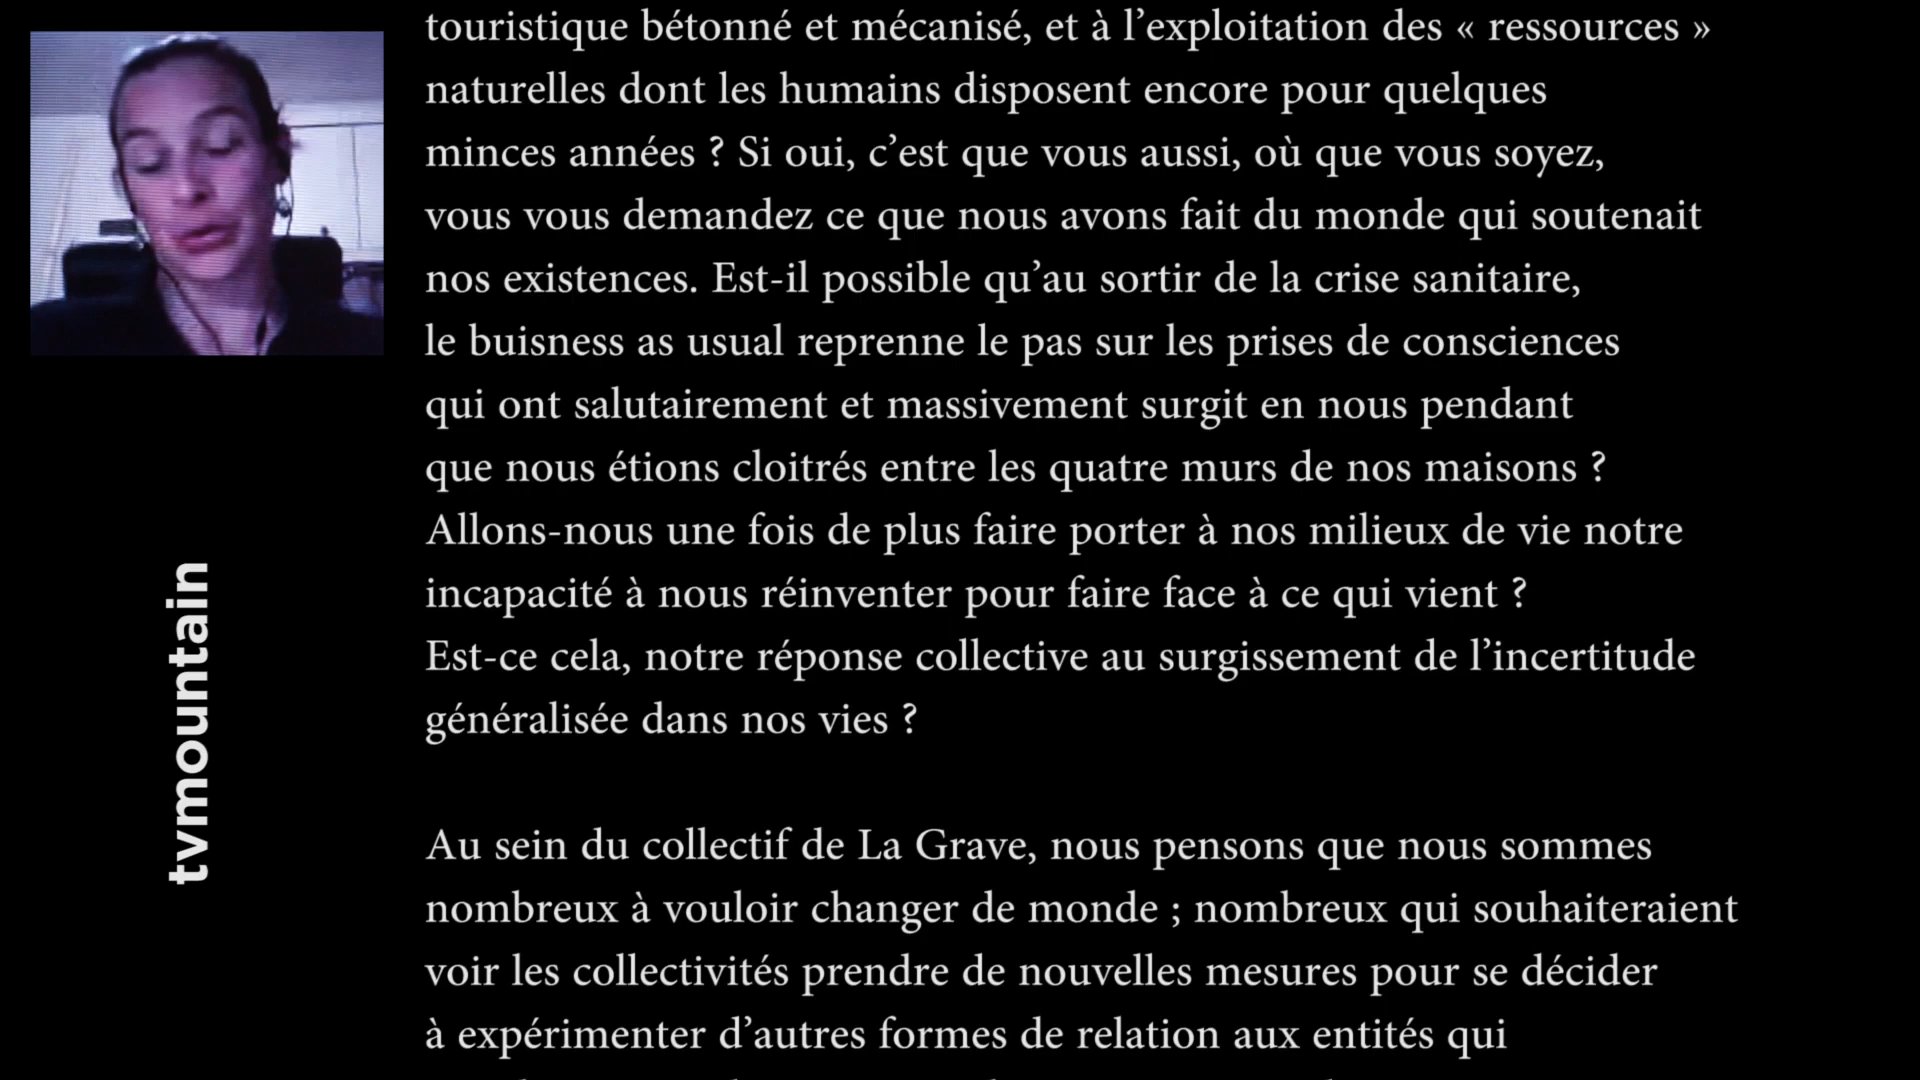 touristique bétonné et mécanisé, et à l’exploitation des « ressources »
naturelles dont les humains disposent encore pour quelques
minces années ? Si oui, c’est que vous aussi, où que vous soyez,
vous vous demandez ce que nous avons fait du monde qui soutenait
nos existences. Est-il possible qu’au sortir de la crise sanitaire,
le buisness as usual reprenne le pas sur les prises de consciences
qui ont salutairement et massivement surgit en nous pendant
que nous étions cloitrés entre les quatre murs de nos maisons ?
Allons-nous une fois de plus faire porter à nos milieux de vie notre
incapacité à nous réinventer pour faire face à ce qui vient ?
Est-ce cela, notre réponse collective au surgissement de l’incertitude
généralisée dans nos vies ?
Au sein du collectif de La Grave, nous pensons que nous sommes
nombreux à vouloir changer de monde ; nombreux qui souhaiteraient
voir les collectivités prendre de nouvelles mesures pour se décider
à expérimenter d’autres formes de relation aux entités qui
tvmountain